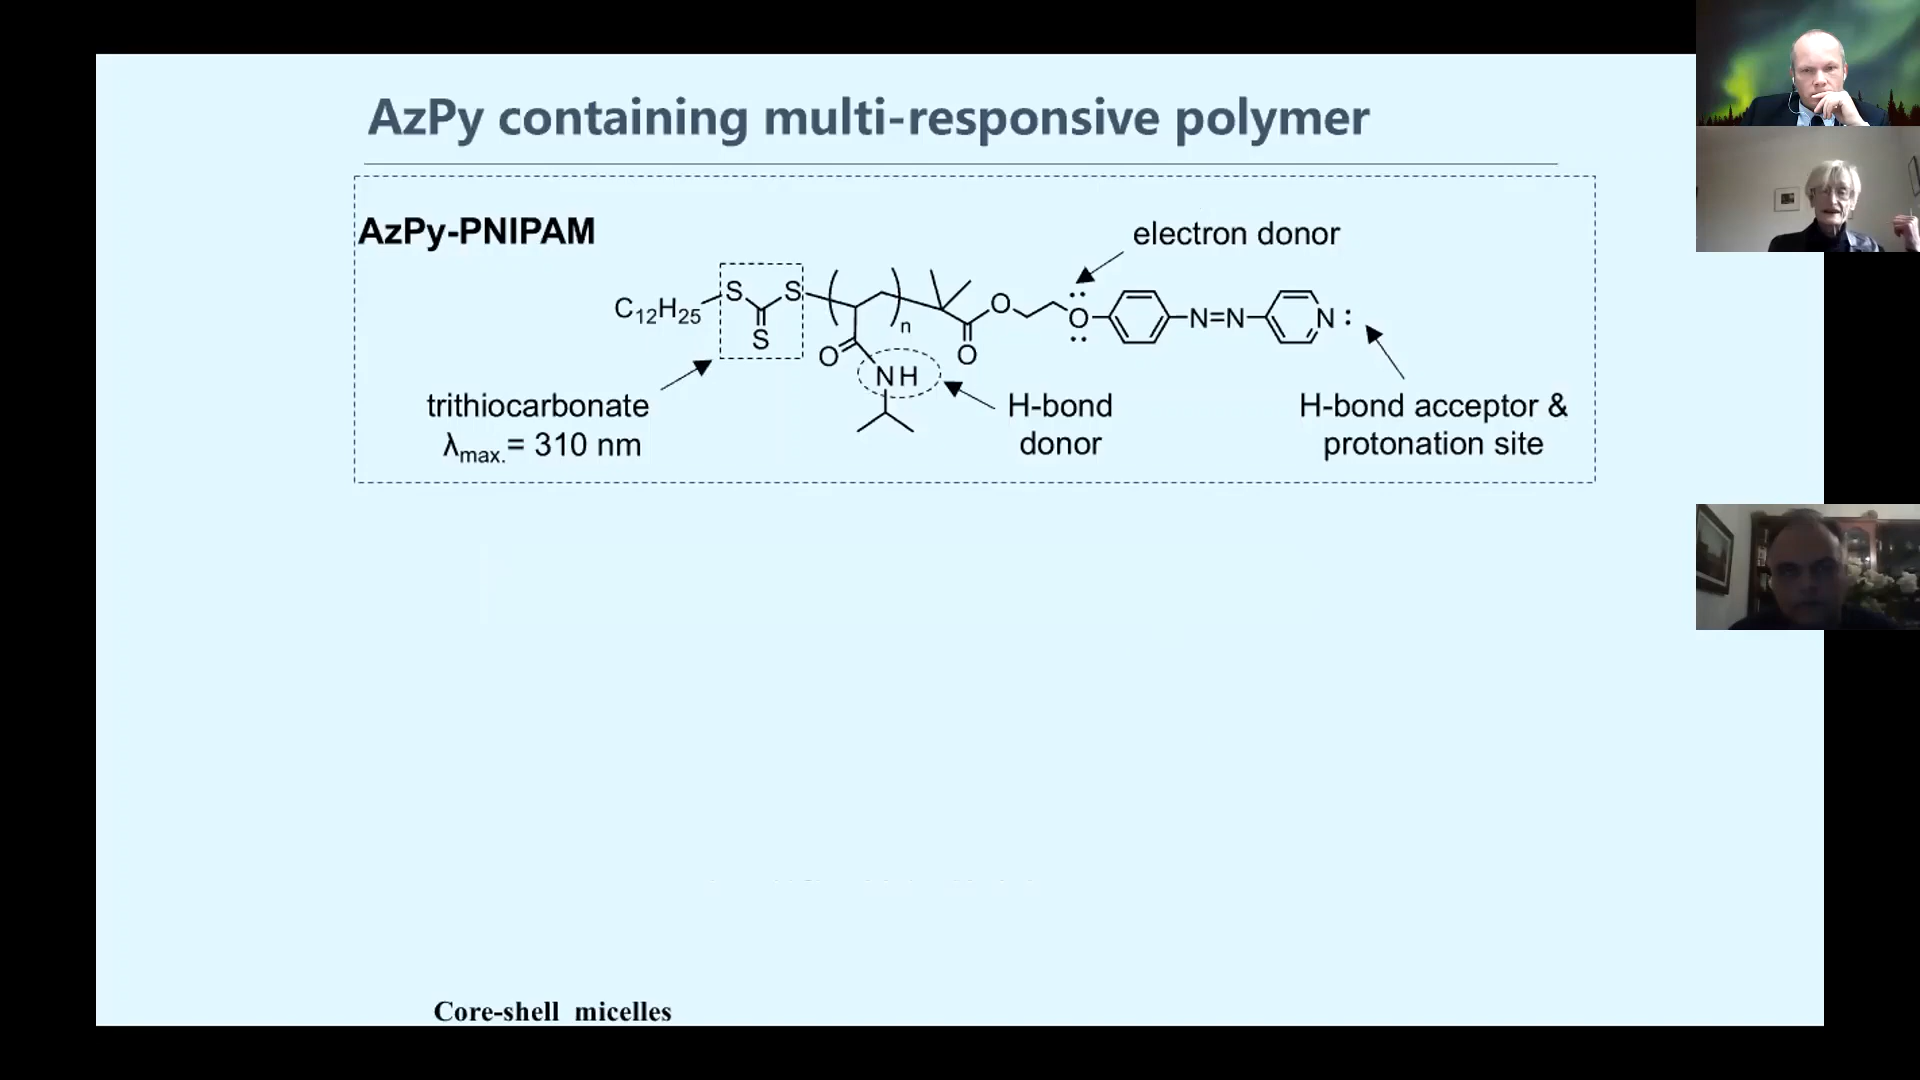 AzPy containing multi-responsive polymer
AzPy-PNIPAM
electron donor
C12H25
S
S
S
n
O
NH
O
O
O
N=N
N
trithiocarbonate
λmax.= 310 nm
H-bond
donor
H-bond acceptor &
protonation site
Core-shell micelles